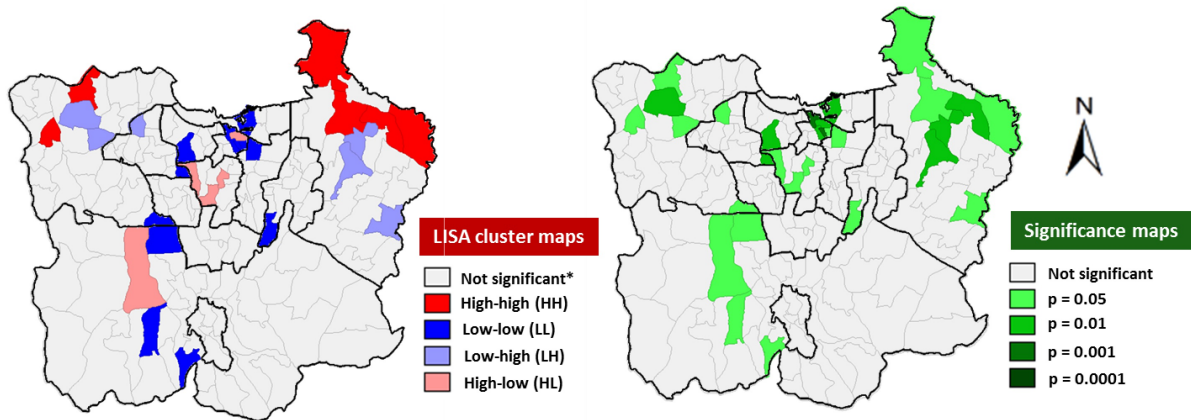 LISA cluster maps
Not significant*
High-high (HH)
Low-low (LL)
Low-high (LH)
High-low (HL)
N
Significance maps
Not significant
p = 0.05
p = 0.01
p = 0.001
p = 0.0001